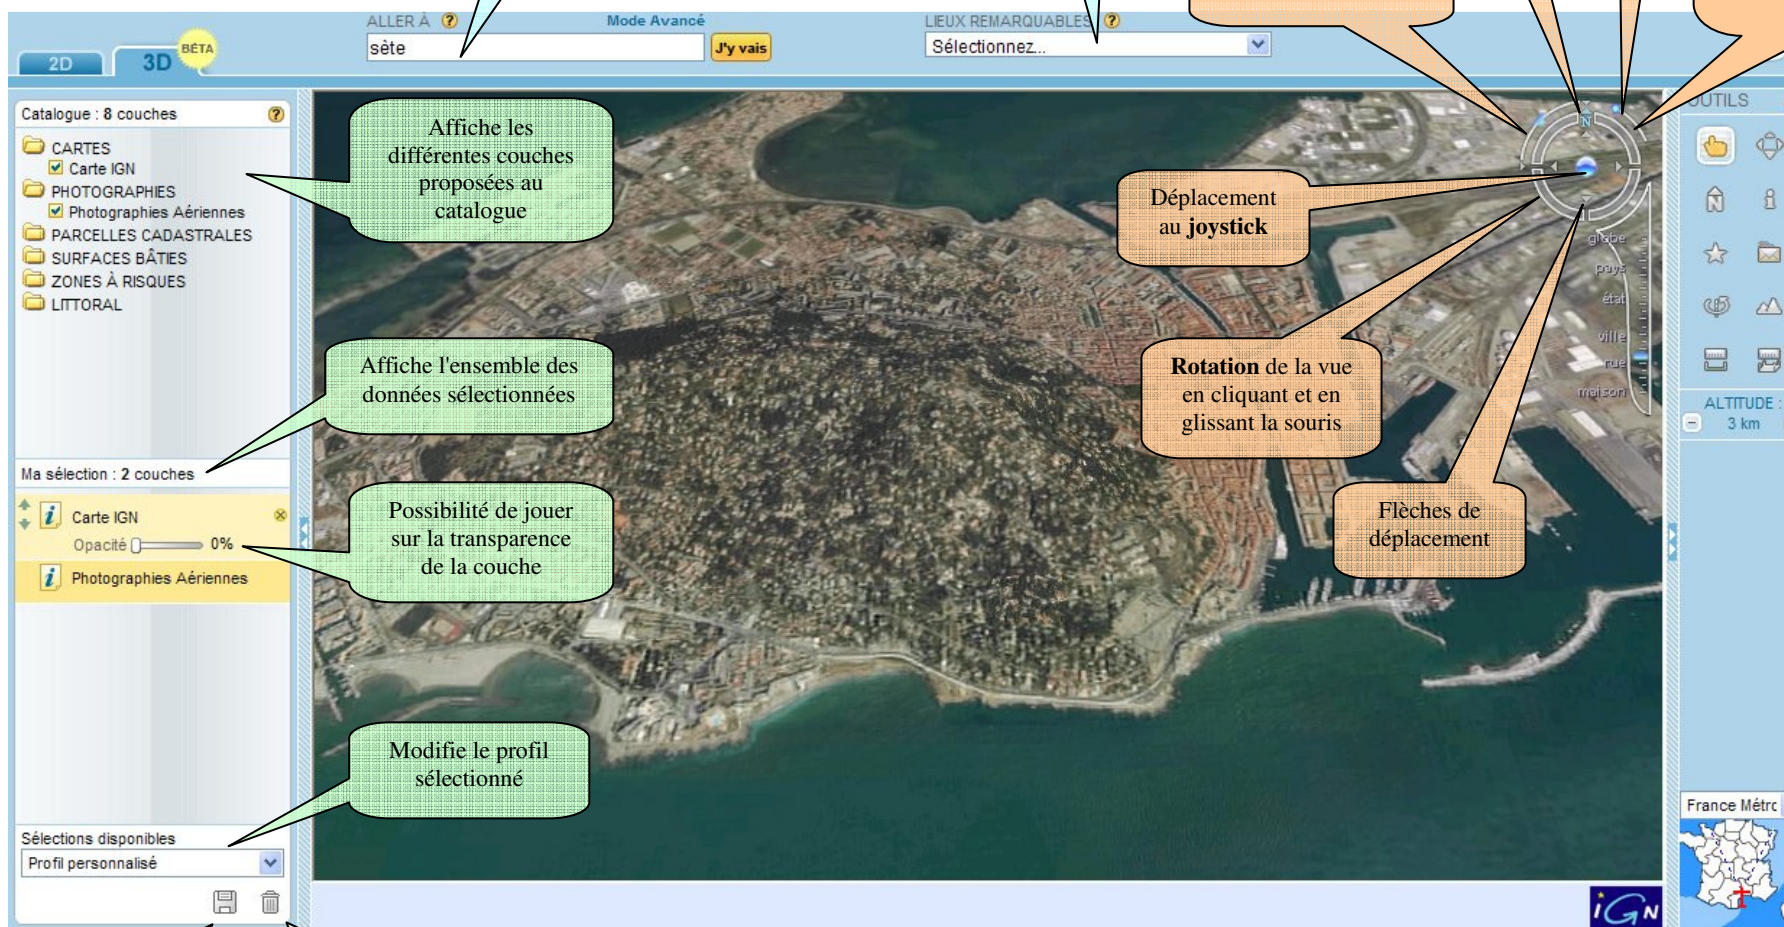 ALLER À ?
Mode Avancé
LIEUX REMARQUABLES ?
sète
J'y vais
Sélectionnez...
2D
3D
BÉTA
Catalogue : 8 couches ?
CARTES
Carte IGN
PHOTOGRAPHIES
Photographies Aériennes
PARCELLES CADASTRALES
SURFACES BÂTIES
ZONES À RISQUES
LITTORAL
Affiche les
différentes couches
proposées au
catalogue
Affiche l'ensemble des
données sélectionnées
Ma sélection : 2 couches
i Carte IGN
Opacité 0%
i Photographies Aériennes
Possibilité de jouer
sur la transparence
de la couche
Modifie le profil
sélectionné
Sélections disponibles
Profil personnalisé
Déplacement
au joystick
Rotation de la vue
en cliquant et en
glissant la souris
Flèches de
déplacement
N
globe
pays
état
ville
rue
maison
OUTILS
N
i
ALTITUDE :
3 km
France Métrc
iGN